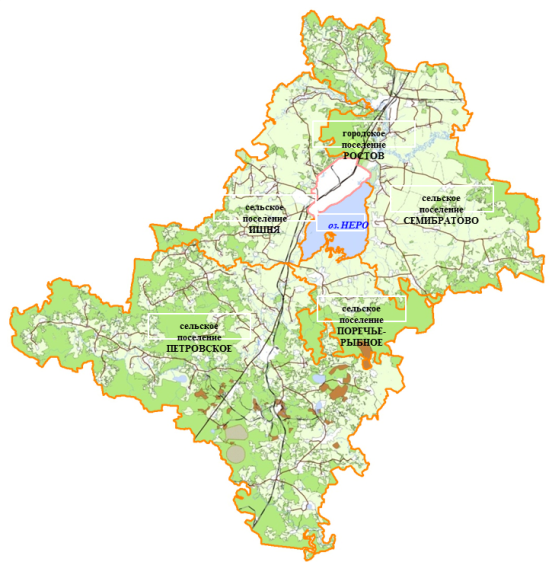 городское
поселение
РОСТОВ
сельское
поселение
СЕМИБРАТОВО
сельское
поселение
ИШНЯ
оз. НЕРО
сельское
поселение
ПОРЕЧЬЕ-
РЫБНОЕ
сельское
поселение
ПЕТРОВСКОЕ